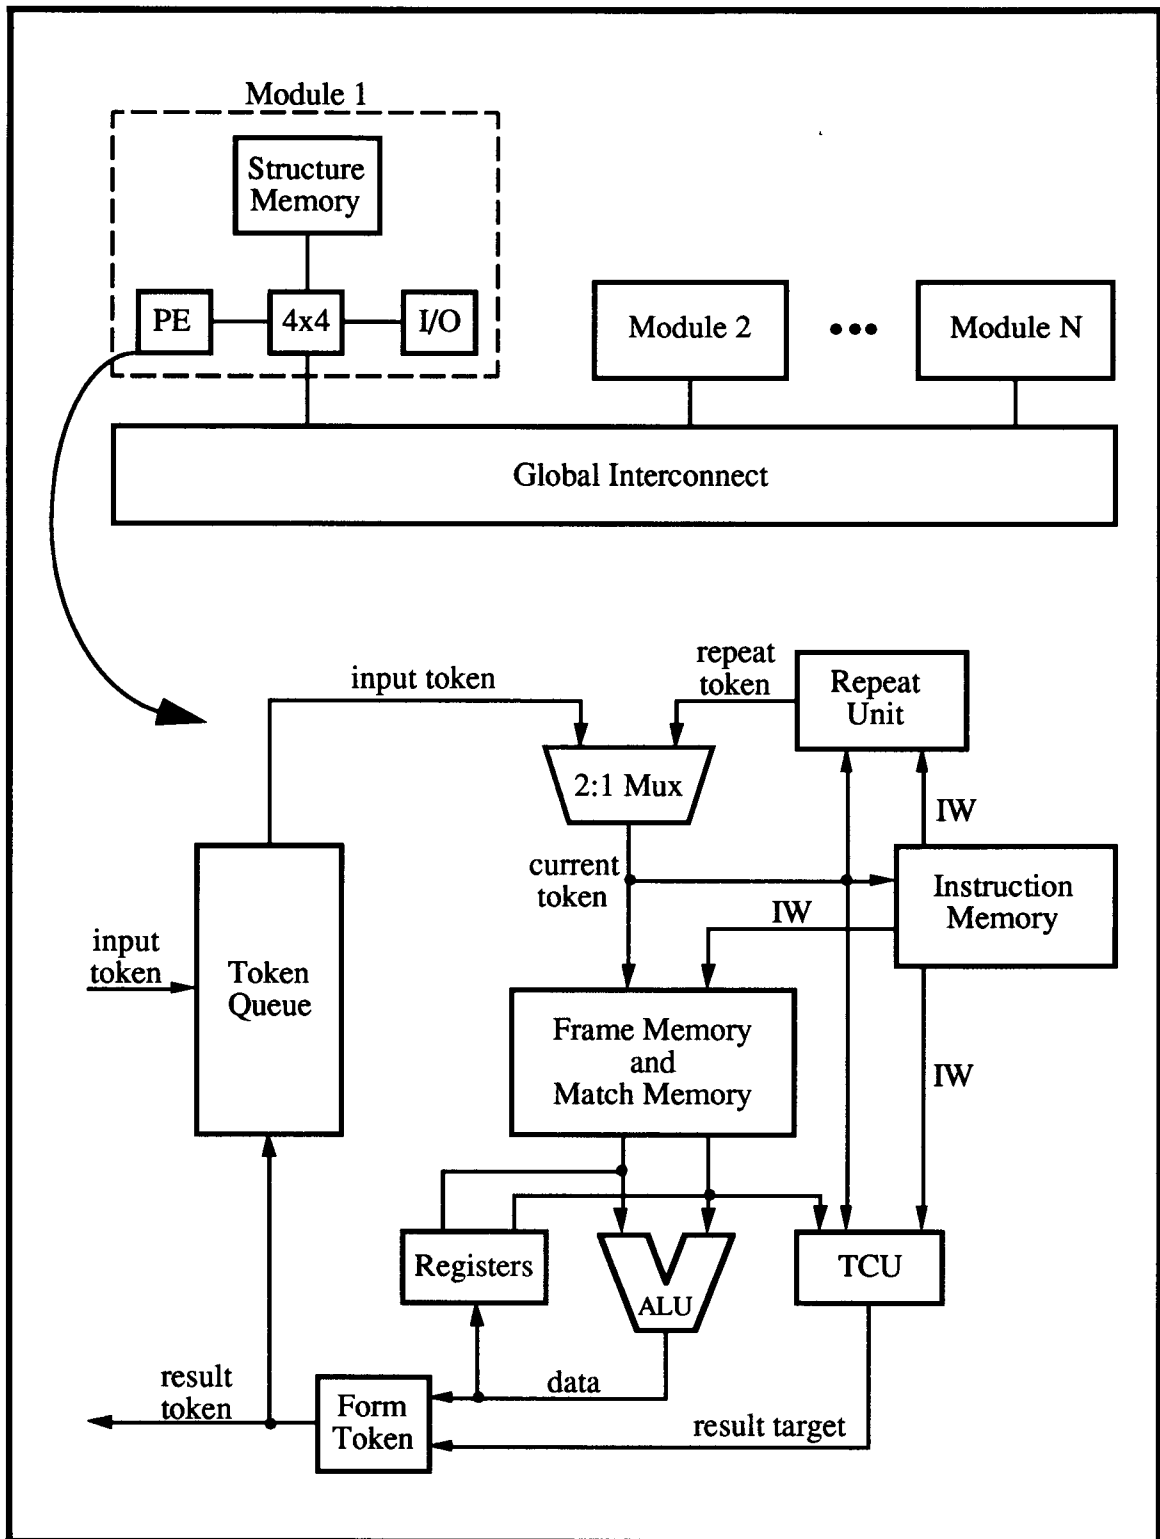 Module 1
Structure
Memory
PE
4x4
I/O
Module 2
Module N
Global Interconnect
input token
repeat
token
Repeat
Unit
2:1 Mux
IW
current
token
Instruction
Memory
IW
input
token
Token
Queue
Frame Memory
and
Match Memory
IW
Registers
ALU
TCU
data
result
token
Form
Token
result target